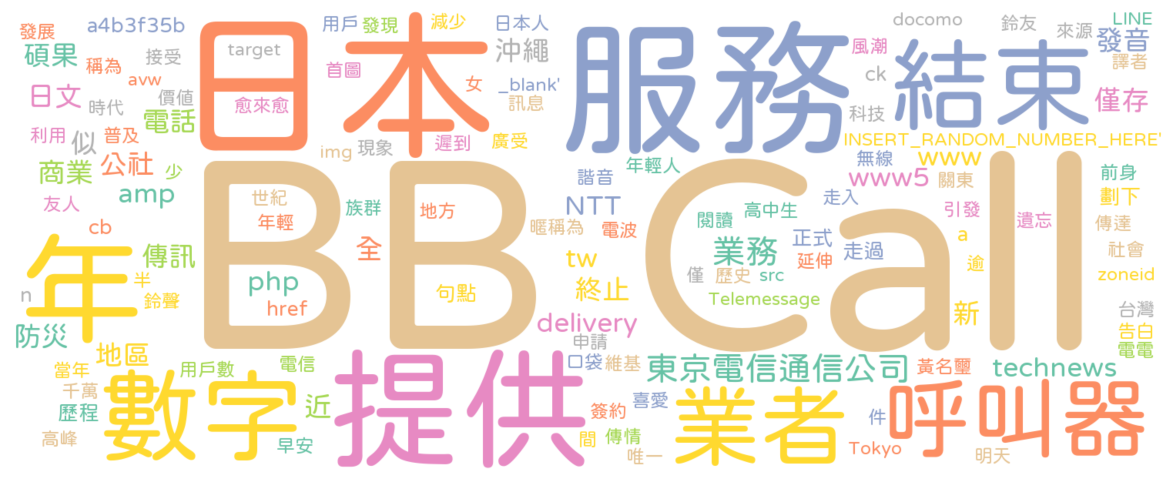 發展 a4b3f35b 用戶 發現 減少 日本人 docomo 鈴友 LINE
碩果 稱為 接受 target 首圖 沖繩 風潮 來源 發音
avw 日本 女 _blank' 服務 ck 結束 譯者
日文 時代 價值 愈來愈 訊息 科技 僅存
電話
利用 似 普及 img 現象 遲到 廣受 INSERT_RANDOM_NUMBER_HERE'
商業 公社 少 年輕人 無線 www
諧音 www5 關東 前身
友人 amp 世紀 族群 地方 NTT 閱讀 高中生 走入 引發 遺忘 劃下
cb 年輕 BB Call 暱稱為 電波 正式 a 傳達
年 傳訊 全 業務 延伸 走過 逾 社會
半 php tw 僅 歷史 src zoneid
n 鈴聲 href 句點 終止 Telemessage 新 台灣
防災 delivery 告白
地區 申請 電電
當年 用戶數 電信 口袋 維基 東京電信通信公司 黃名璽 technews
千萬 數字 提供 簽約 喜愛 業者 件 呼叫器
歷程 近
高峰 早安 間 傳情 唯一 Tokyo 明天